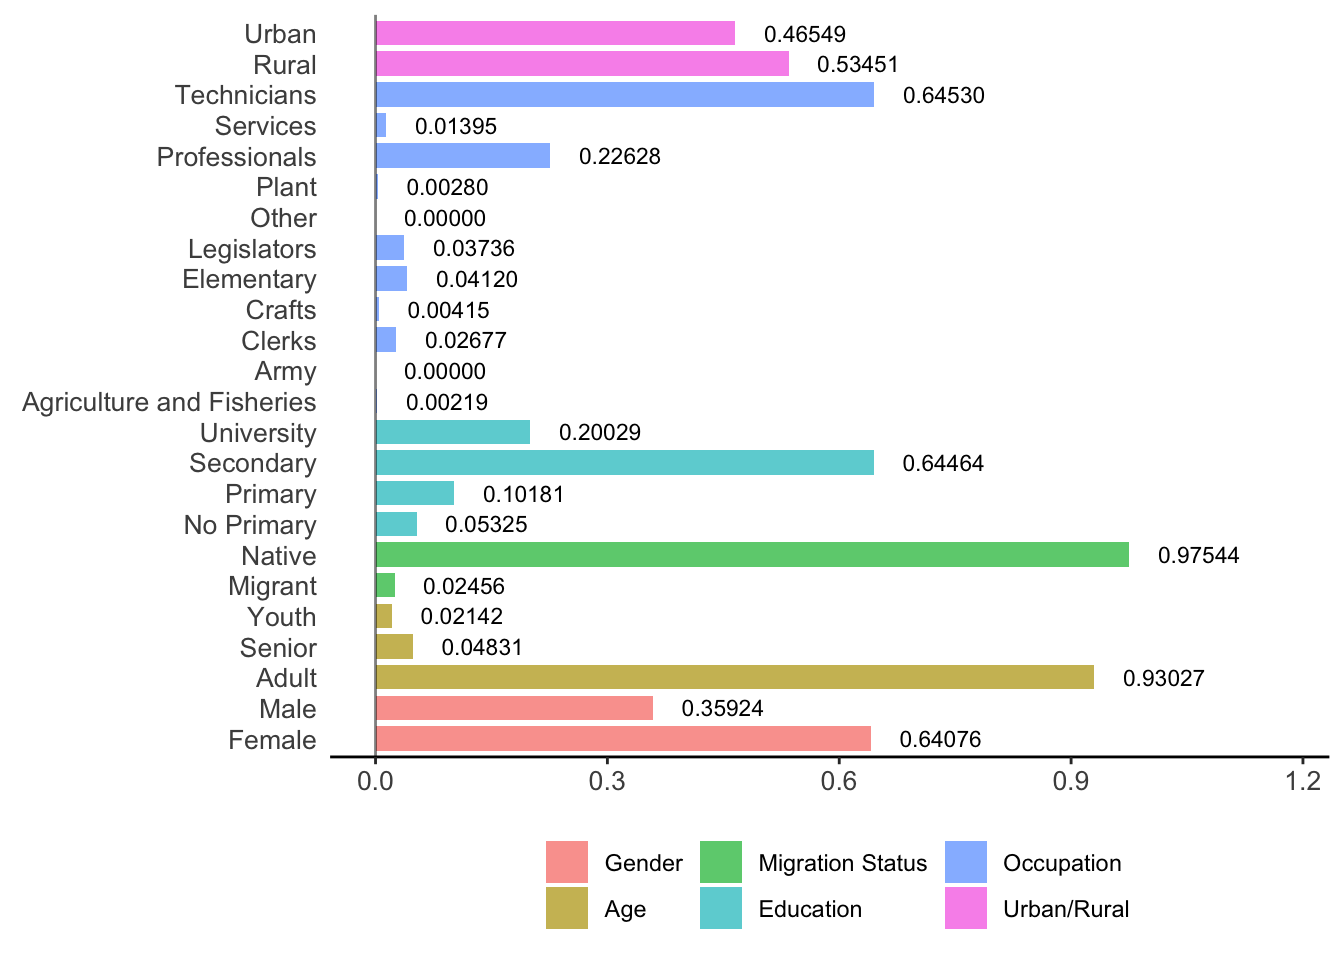 Urban 0.46549
Rural 0.53451
Technicians 0.64530
Services 0.01395
Professionals 0.22628
Plant 0.00280
Other 0.00000
Legislators 0.03736
Elementary 0.04120
Crafts 0.00415
Clerks 0.02677
Army 0.00000
Agriculture and Fisheries 0.00219
University 0.20029
Secondary 0.64464
Primary 0.10181
No Primary 0.05325
Native 0.97544
Migrant 0.02456
Youth 0.02142
Senior 0.04831
Adult 0.93027
Male 0.35924
Female 0.64076
0.0 0.3 0.6 0.9 1.2
Gender Migration Status Occupation
Age Education Urban/Rural